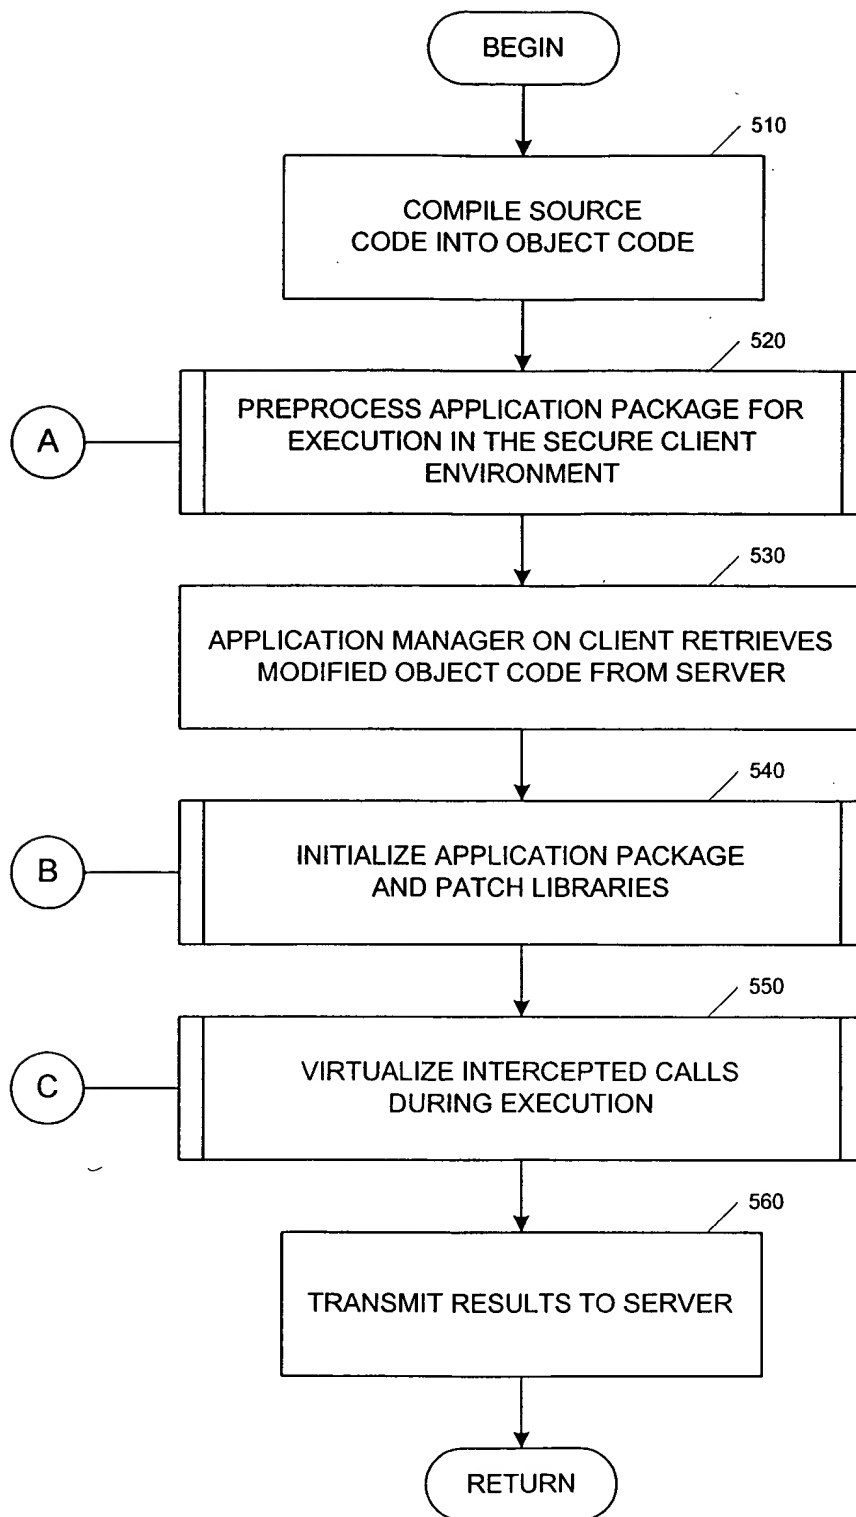 BEGIN
510
COMPILE SOURCE
CODE INTO OBJECT CODE
520
A
PREPROCESS APPLICATION PACKAGE FOR
EXECUTION IN THE SECURE CLIENT
ENVIRONMENT
530
APPLICATION MANAGER ON CLIENT RETRIEVES
MODIFIED OBJECT CODE FROM SERVER
540
B
INITIALIZE APPLICATION PACKAGE
AND PATCH LIBRARIES
550
C
VIRTUALIZE INTERCEPTED CALLS
DURING EXECUTION
560
TRANSMIT RESULTS TO SERVER
RETURN